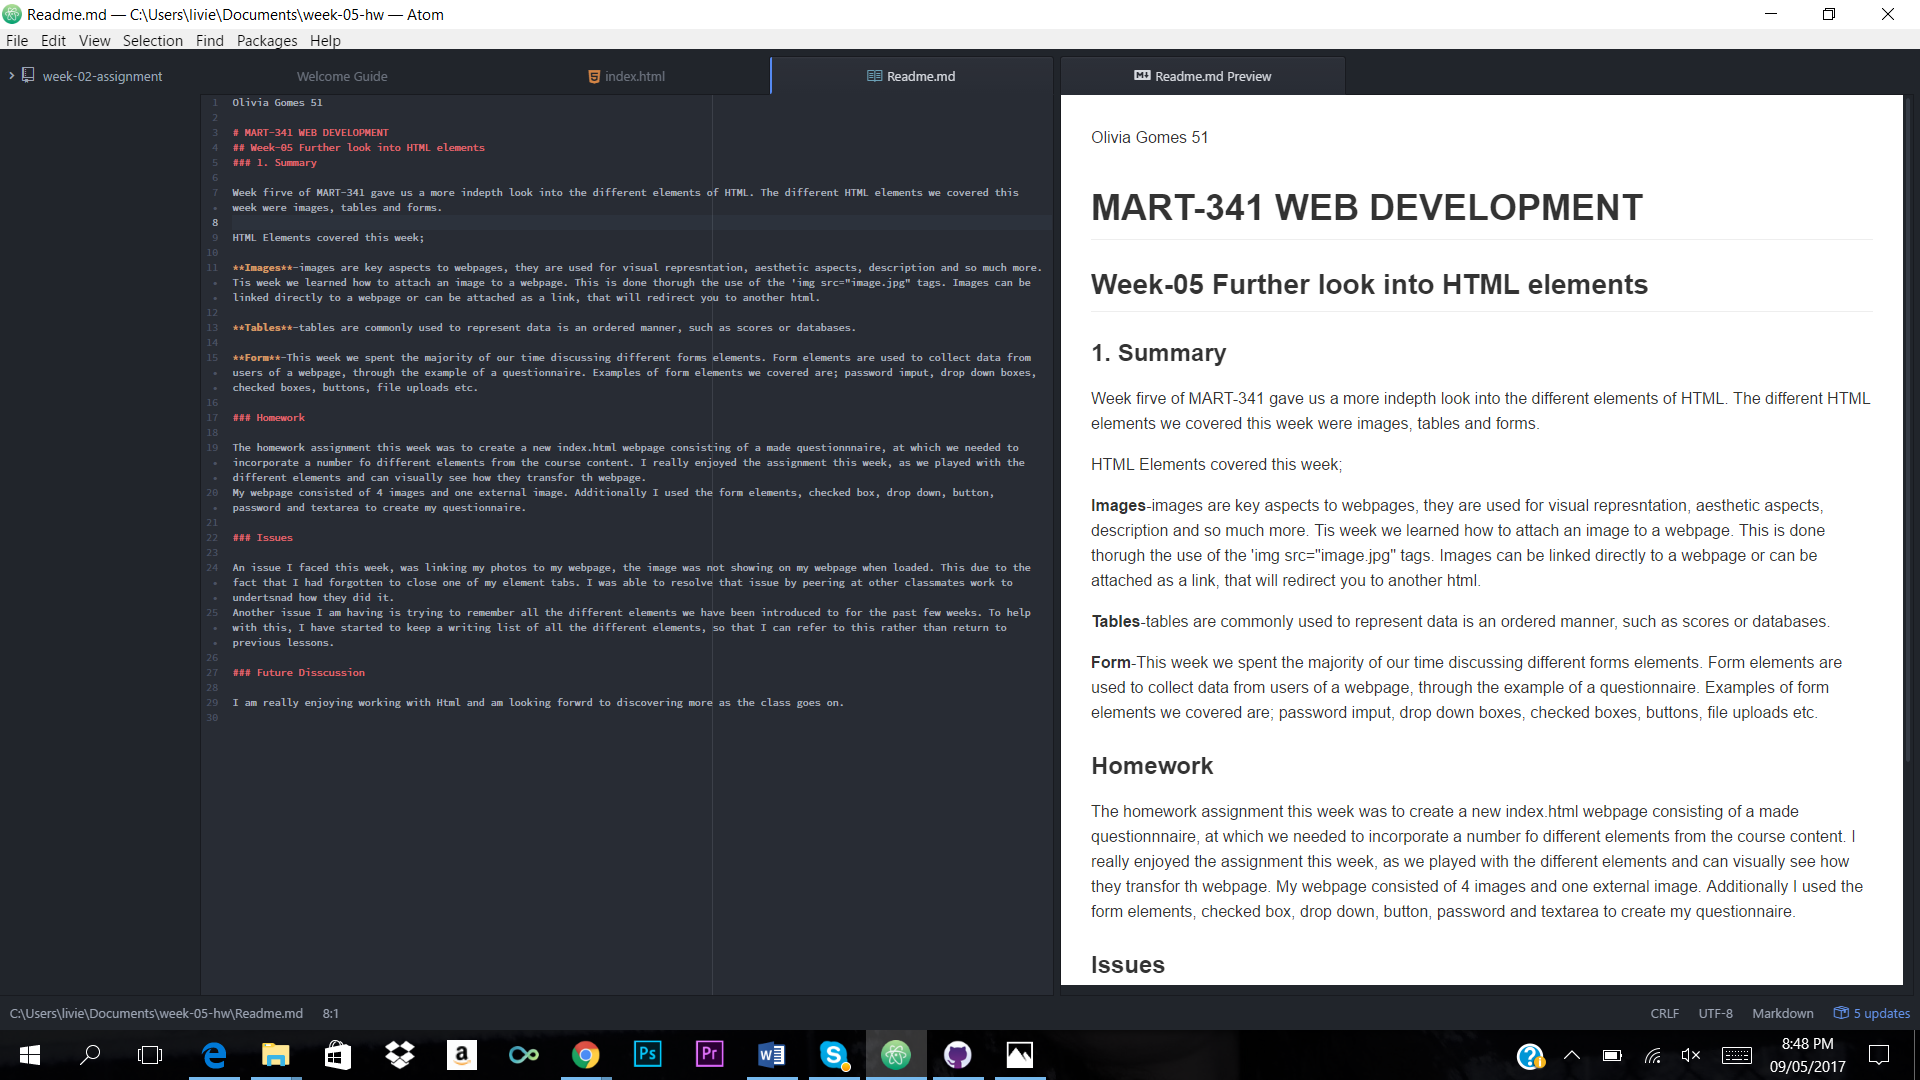 Readme.md — C:\Users\livie\Documents\week-05-hw — Atom
File Edit View Selection Find Packages Help
week-02-assignment
Welcome Guide
index.html
Readme.md
Readme.md Preview
1 Olivia Gomes 51
2
3 # MART-341 WEB DEVELOPMENT
4 ## Week-05 Further look into HTML elements
5 ### 1. Summary
6
7 Week firve of MART-341 gave us a more indepth look into the different elements of HTML. The different HTML elements we covered this
week were images, tables and forms.
8
9 HTML Elements covered this week;
10
11 **Images**-images are key aspects to webpages, they are used for visual represntation, aesthetic aspects, description and so much more.
Tis week we learned how to attach an image to a webpage. This is done thorugh the use of the 'img src="image.jpg" tags. Images can be
linked directly to a webpage or can be attached as a link, that will redirect you to another html.
12
13 **Tables**-tables are commonly used to represent data is an ordered manner, such as scores or databases.
14
15 **Form**-This week we spent the majority of our time discussing different forms elements. Form elements are used to collect data from
users of a webpage, through the example of a questionnaire. Examples of form elements we covered are; password imput, drop down boxes,
checked boxes, buttons, file uploads etc.
16
17 ### Homework
18
19 The homework assignment this week was to create a new index.html webpage consisting of a made questionnnaire, at which we needed to
incorporate a number fo different elements from the course content. I really enjoyed the assignment this week, as we played with the
different elements and can visually see how they transfor th webpage.
20 My webpage consisted of 4 images and one external image. Additionally I used the form elements, checked box, drop down, button,
password and textarea to create my questionnaire.
21
22 ### Issues
23
24 An issue I faced this week, was linking my photos to my webpage, the image was not showing on my webpage when loaded. This due to the
fact that I had forgotten to close one of my element tabs. I was able to resolve that issue by peering at other classmates work to
undertsnad how they did it.
25 Another issue I am having is trying to remember all the different elements we have been introduced to for the past few weeks. To help
with this, I have started to keep a writing list of all the different elements, so that I can refer to this rather than return to
previous lessons.
26
27 ### Future Disscussion
28
29 I am really enjoying working with Html and am looking forwrd to discovering more as the class goes on.
30
Olivia Gomes 51
MART-341 WEB DEVELOPMENT
Week-05 Further look into HTML elements
1. Summary
Week firve of MART-341 gave us a more indepth look into the different elements of HTML. The different HTML
elements we covered this week were images, tables and forms.
HTML Elements covered this week;
Images-images are key aspects to webpages, they are used for visual represntation, aesthetic aspects,
description and so much more. Tis week we learned how to attach an image to a webpage. This is done
thorugh the use of the 'img src="image.jpg" tags. Images can be linked directly to a webpage or can be
attached as a link, that will redirect you to another html.
Tables-tables are commonly used to represent data is an ordered manner, such as scores or databases.
Form-This week we spent the majority of our time discussing different forms elements. Form elements are
used to collect data from users of a webpage, through the example of a questionnaire. Examples of form
elements we covered are; password imput, drop down boxes, checked boxes, buttons, file uploads etc.
Homework
The homework assignment this week was to create a new index.html webpage consisting of a made
questionnnaire, at which we needed to incorporate a number fo different elements from the course content. I
really enjoyed the assignment this week, as we played with the different elements and can visually see how
they transfor th webpage. My webpage consisted of 4 images and one external image. Additionally I used the
form elements, checked box, drop down, button, password and textarea to create my questionnaire.
Issues
C:\Users\livie\Documents\week-05-hw\Readme.md 8:1
CRLF UTF-8 Markdown 5 updates
8:48 PM
09/05/2017